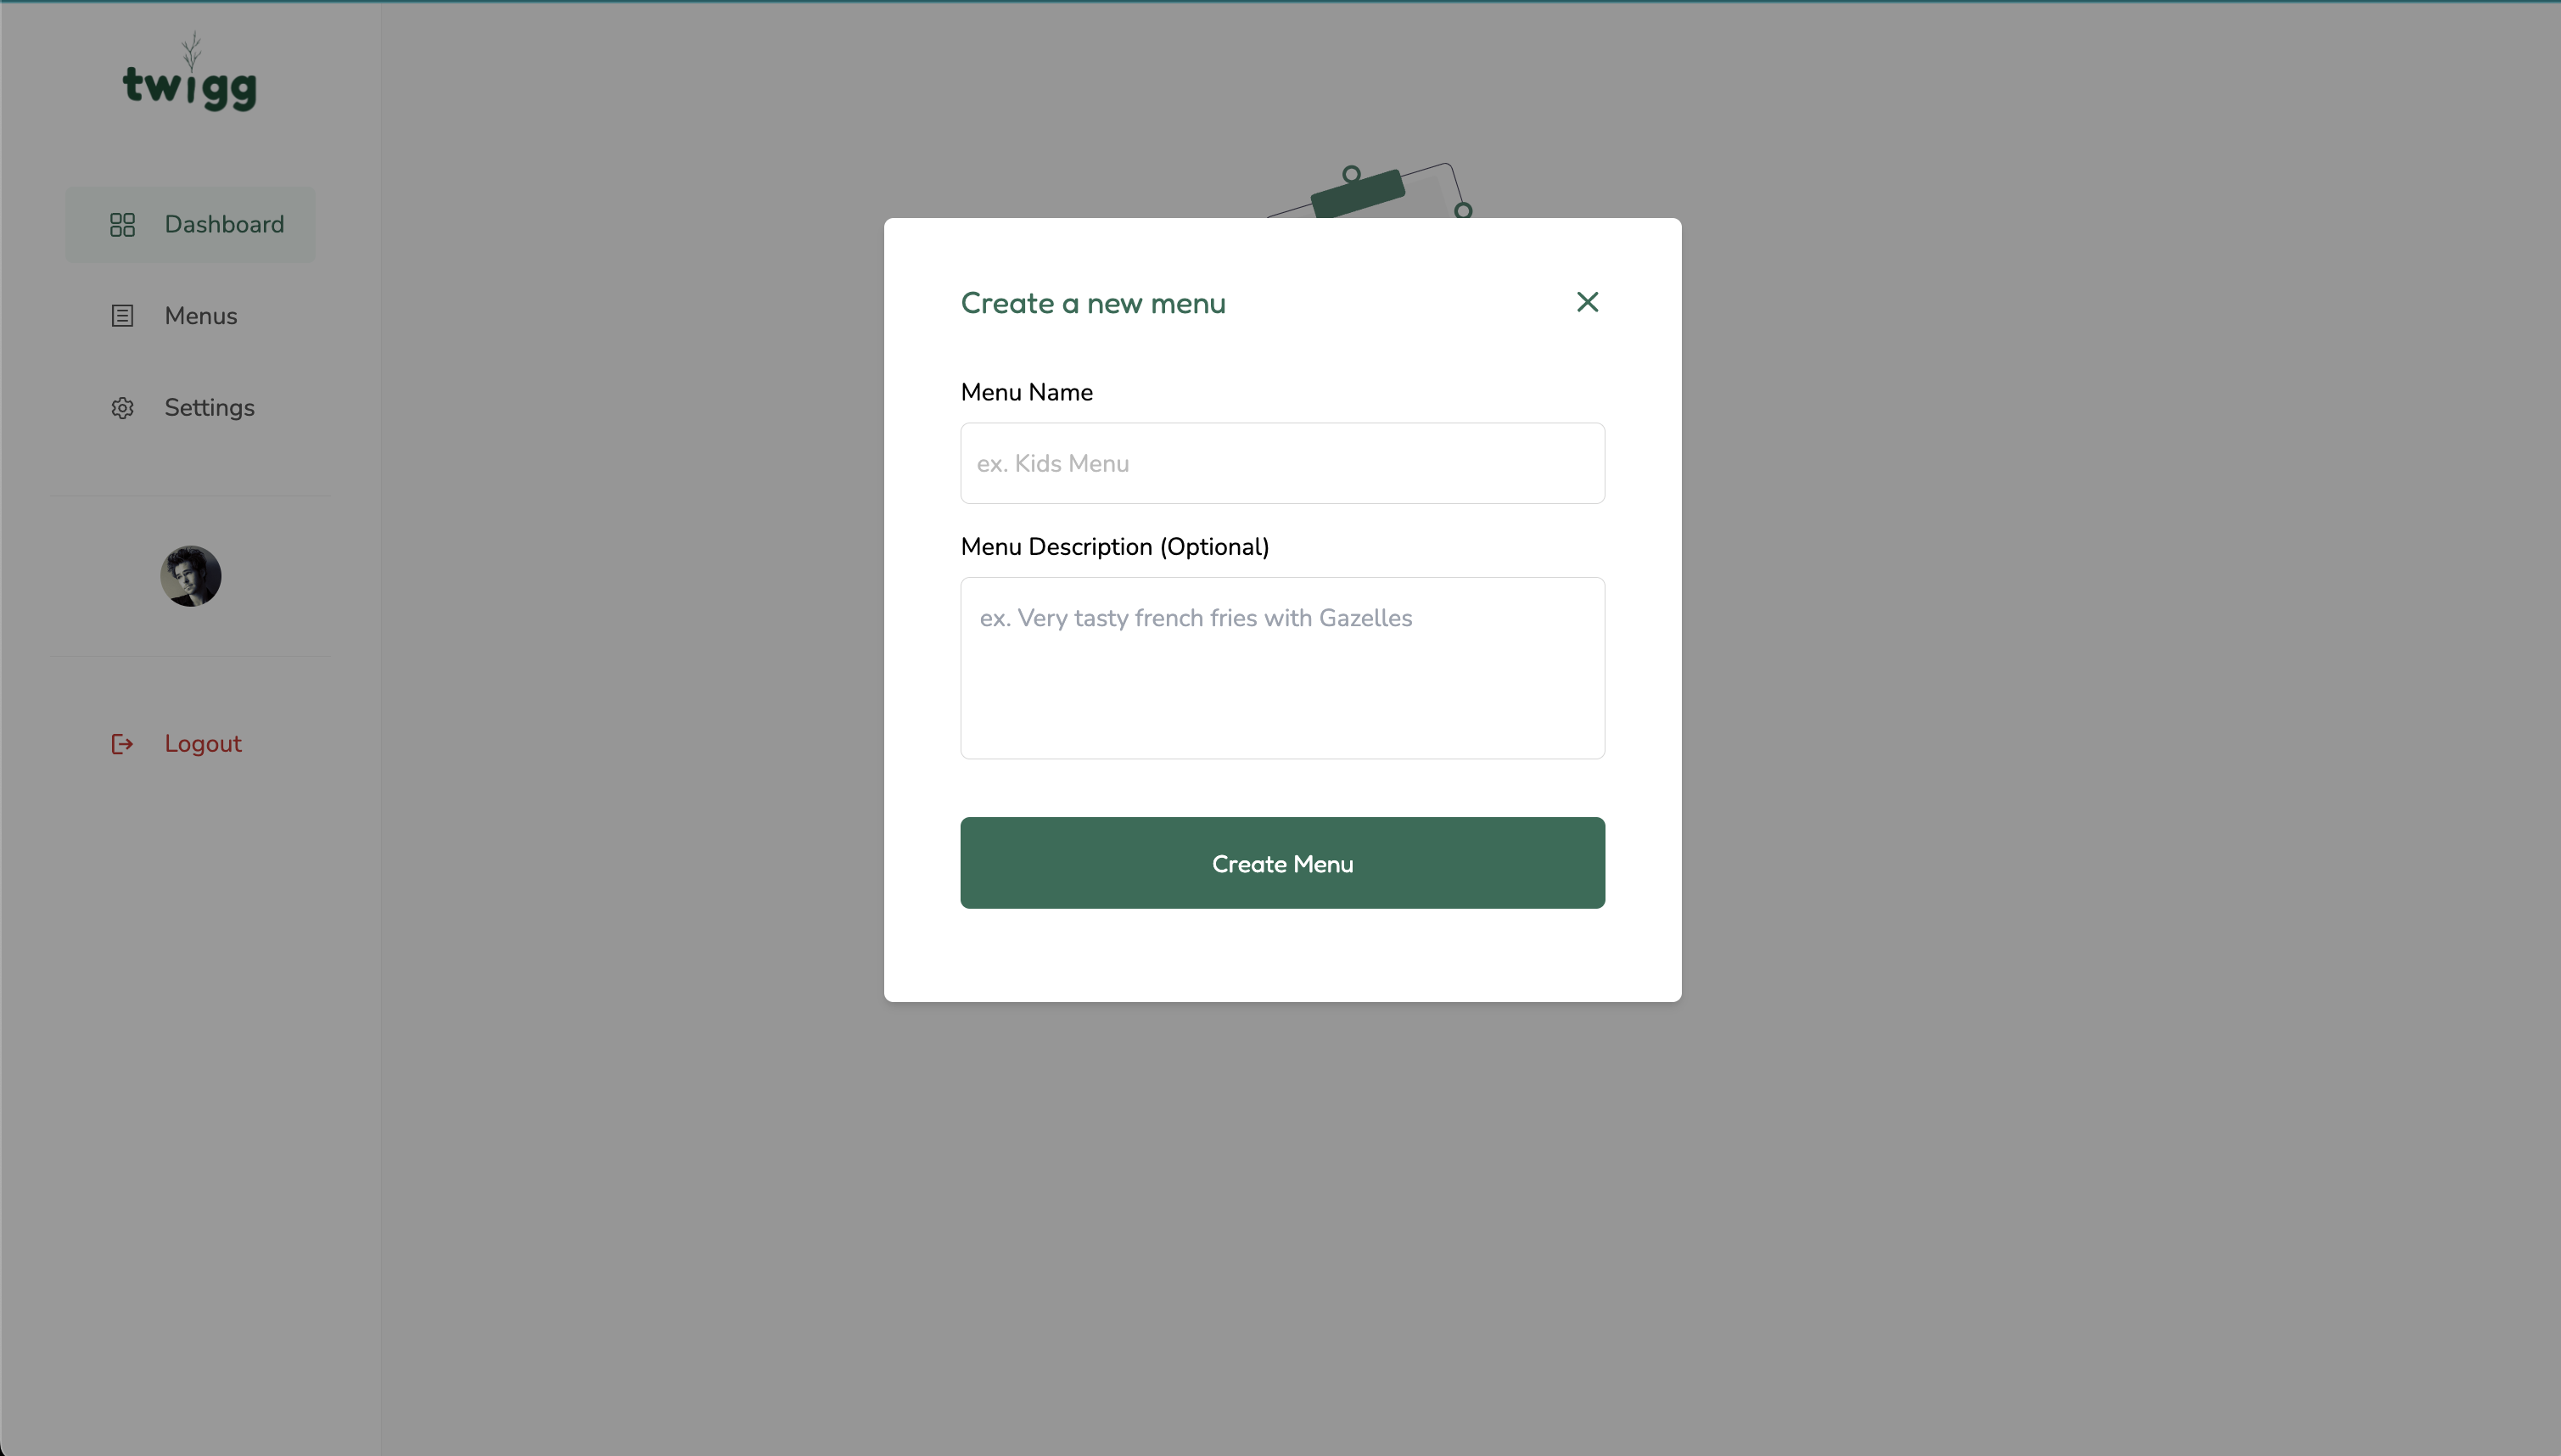 twigg
Dashboard
Menus
Settings
Logout
Create a new menu
Menu Name
ex. Kids Menu
Menu Description (Optional)
ex. Very tasty french fries with Gazelles
Create Menu